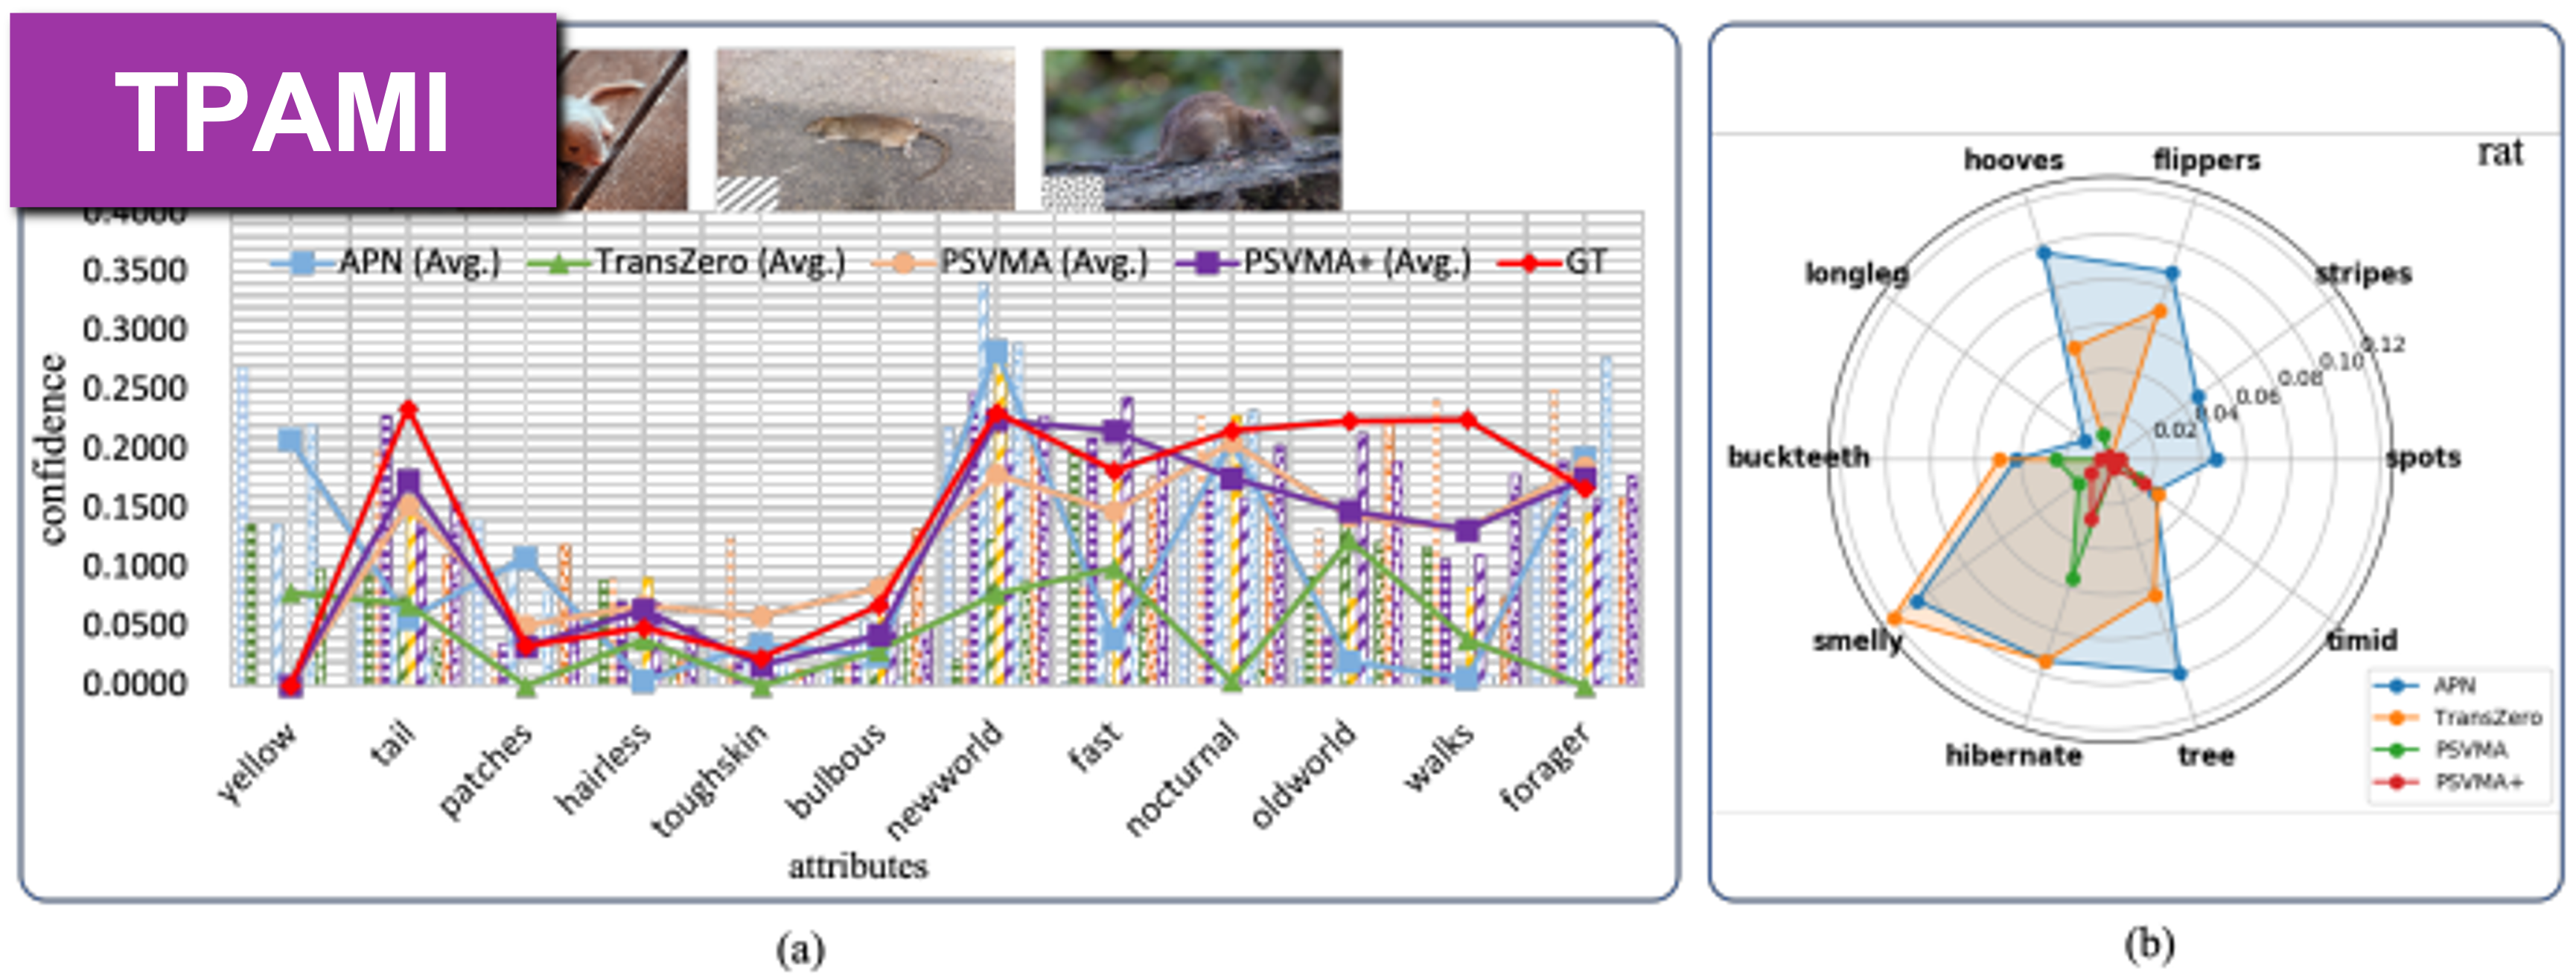 TPAMI
0.4000
APN (Avg.) TransZero (Avg.) PSVMA (Avg.) PSVMA+ (Avg.) GT
0.3500
0.3000
0.2500
0.2000
0.1500
0.1000
0.0500
0.0000
confidence
yellow
tail
patches
hairless
toughskin
bulbous
newworld
fast
nocturnal
oldworld
walks
forager
attributes
(a)
rat
hooves
flippers
longleg
stripes
0.12
0.10
0.08
0.06
0.04
0.02
buckteeth
spots
smelly
timid
hibernate
tree
APN
TransZero
PSVMA
PSVMA+
(b)